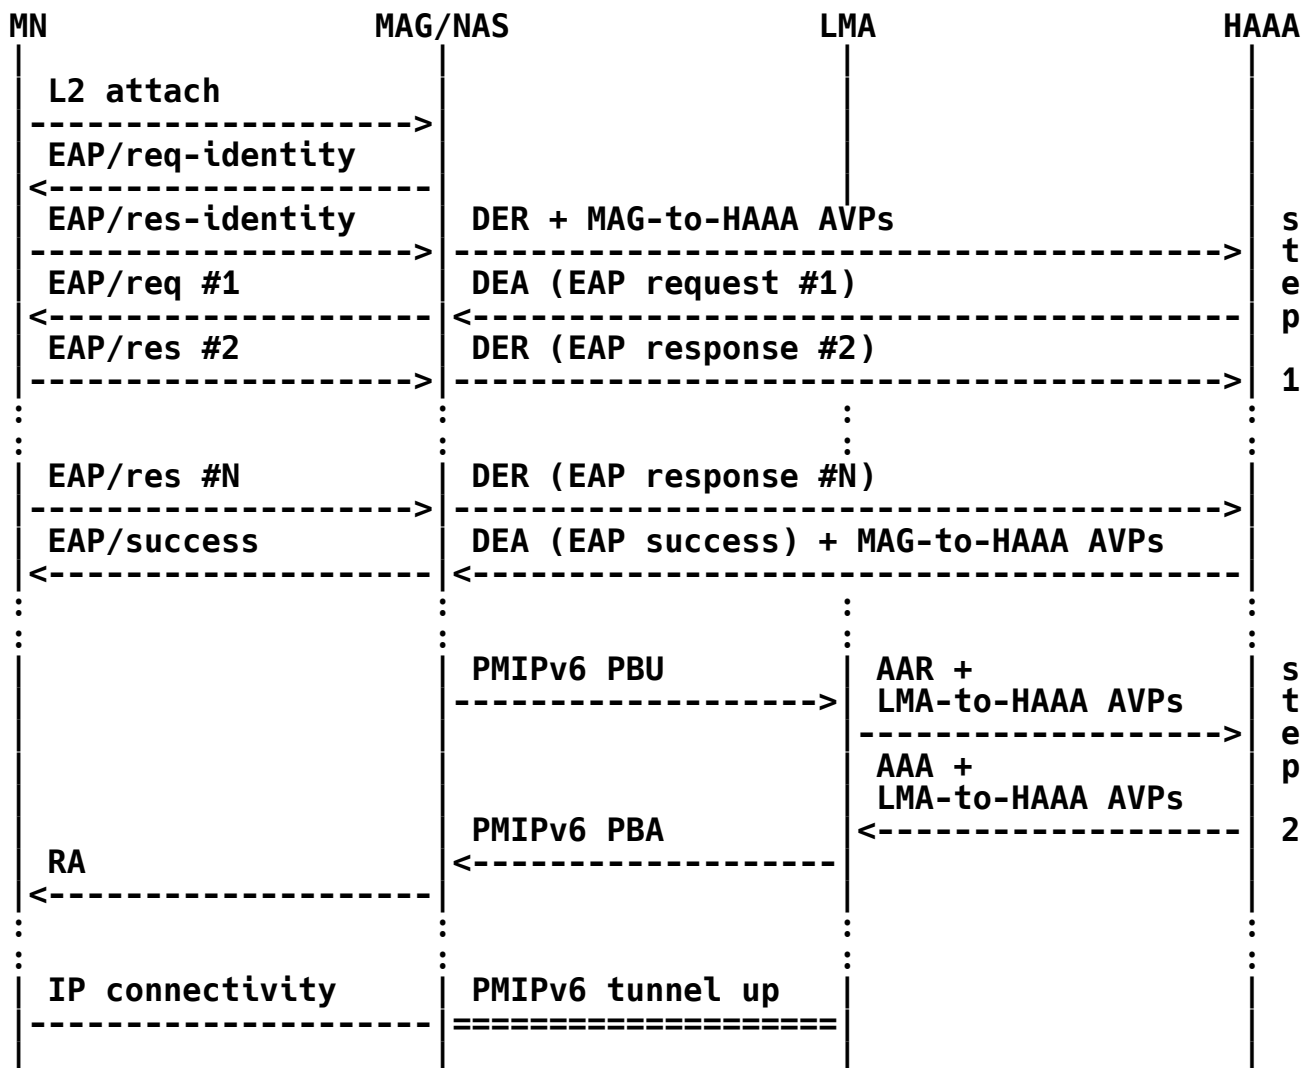 MN MAG/NAS LMA HAAA
L2 attach
EAP/req-identity
EAP/res-identity DER + MAG-to-HAAA AVPs s
t
EAP/req #1 DEA (EAP request #1) e
p
EAP/res #2 DER (EAP response #2)
1
EAP/res #N DER (EAP response #N)
EAP/success DEA (EAP success) + MAG-to-HAAA AVPs
PMIPv6 PBU AAR + s
LMA-to-HAAA AVPs t
e
AAA + p
LMA-to-HAAA AVPs
PMIPv6 PBA 2
RA
IP connectivity PMIPv6 tunnel up